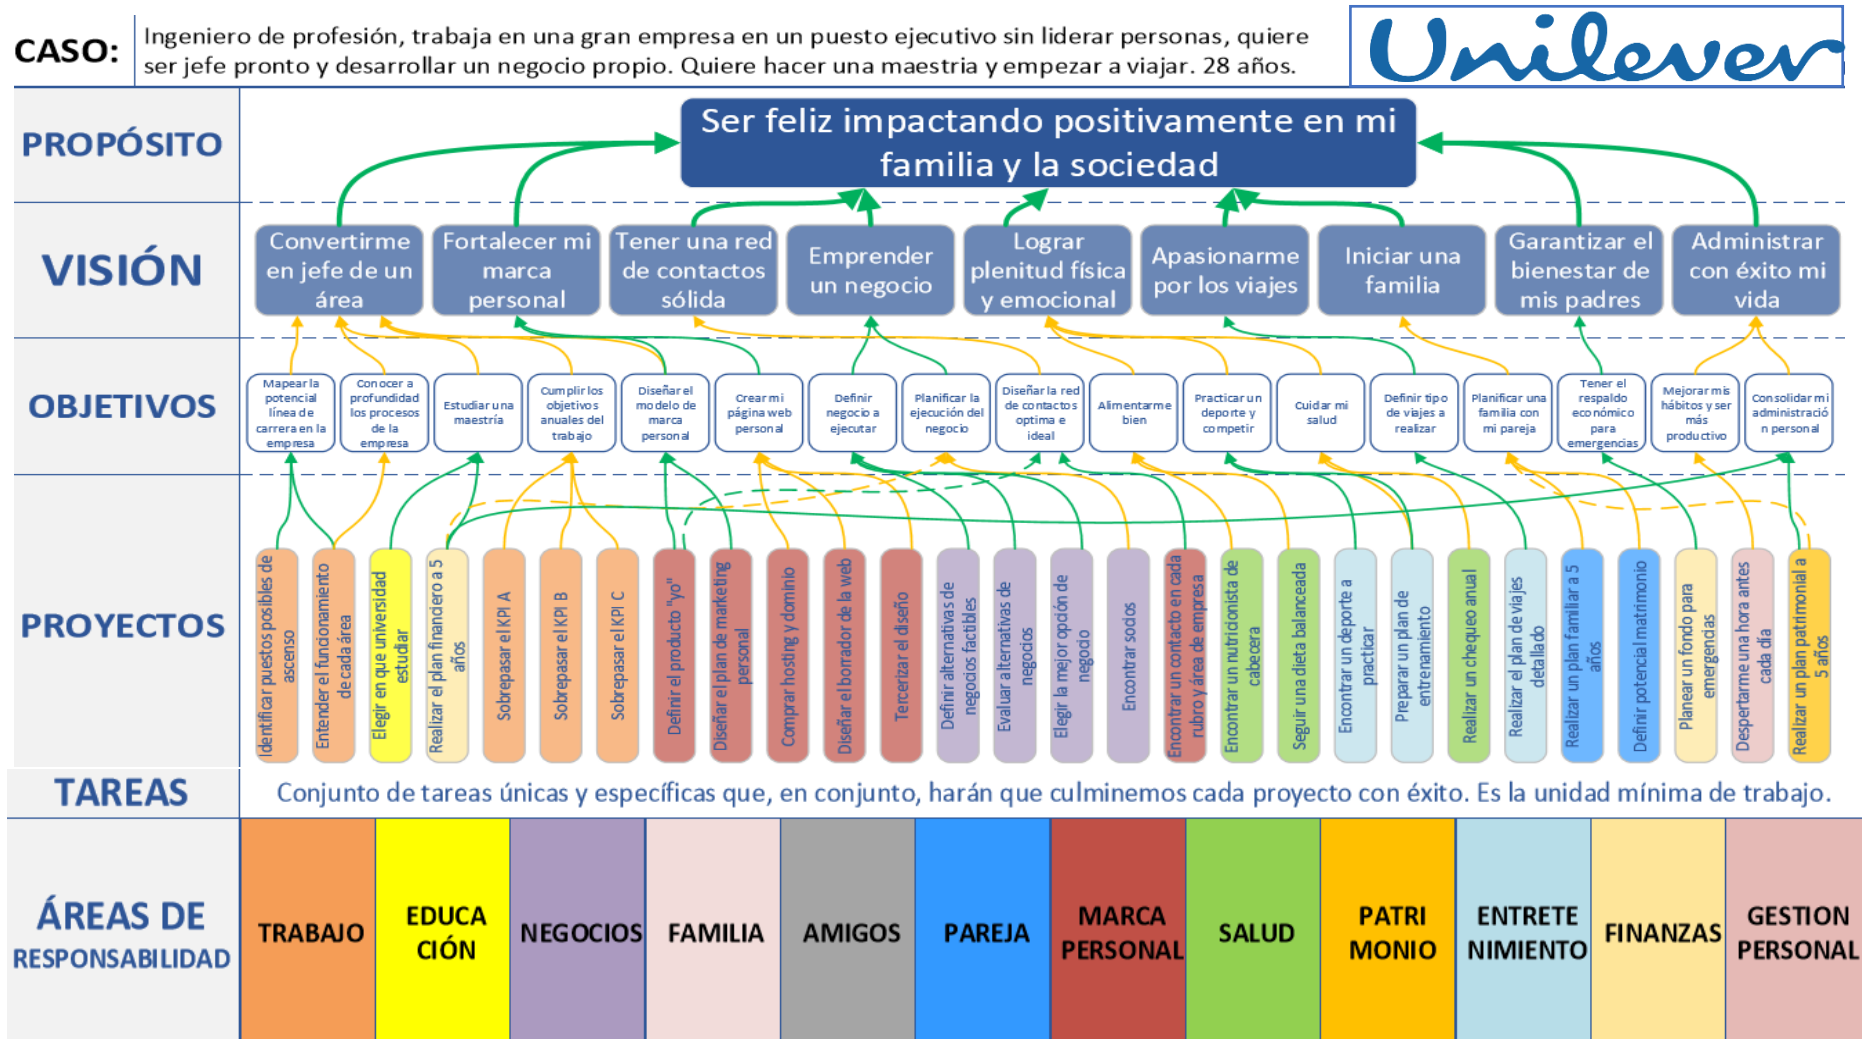 CASO:
Ingeniero de profesión, trabaja en una gran empresa en un puesto ejecutivo sin liderar personas, quiere
ser jefe pronto y desarrollar un negocio propio. Quiere hacer una maestria y empezar a viajar. 28 años.
Unilever
PROPÓSITO
Ser feliz impactando positivamente en mi
familia y la sociedad
VISIÓN
Convertirme
en jefe de un
área
Fortalecer mi
marca
personal
Tener una red
de contactos
sólida
Emprender
un negocio
Lograr
plenitud física
y emocional
Apasionarme
por los viajes
Iniciar una
familia
Garantizar el
bienestar de
mis padres
Administrar
con éxito mi
vida
OBJETIVOS
Mapear la
potencial
línea de
carrera en la
empresa
Conocer a
profundidad
los procesos
de la
empresa
Estudiar una
maestría
Cumplir los
objetivos
anuales del
trabajo
Diseñar el
modelo de
marca
personal
Crear mi
página web
personal
Definir
negocio a
ejecutar
Planificar la
ejecución del
negocio
Diseñar la red
de contactos
optima e
ideal
Alimentarme
bien
Practicar un
deporte y
competir
Cuidar mi
salud
Definir tipo
de viajes a
realizar
Planificar una
familia con
mi pareja
Tener el
respaldo
económico
para
emergencias
Mejorar mis
hábitos y ser
más
productivo
Consolidar mi
administració
n personal
PROYECTOS
Identificar puestos posibles de
ascenso
Entender el funcionamiento
de cada área
Elegir en que universidad
estudiar
Realizar el plan financiero a 5
años
Sobrepasar el KPI A
Sobrepasar el KPI B
Sobrepasar el KPI C
Definir el producto "yo"
Diseñar el plan de marketing
personal
Comprar hosting y dominio
Diseñar el borrador de la web
Tercerizar el diseño
Definir alternativas de
negocios factibles
Evaluar alternativas de
negocios
Elegir la mejor opción de
negocio
Encontrar socios
Encontrar un contacto en cada
rubro y área de empresa
Encontrar un nutricionista de
cabecera
Seguir una dieta balanceada
Encontrar un deporte a
practicar
Preparar un plan de
entrenamiento
Realizar un chequeo anual
Realizar el plan de viajes
detallado
Realizar un plan familiar a 5
años
Definir potencial matrimonio
Planear un fondo para
emergencias
Despertarme una hora antes
cada día
Realizar un plan patrimonial a
5 años
TAREAS
Conjunto de tareas únicas y específicas que, en conjunto, harán que culminemos cada proyecto con éxito. Es la unidad mínima de trabajo.
ÁREAS DE
RESPONSABILIDAD
TRABAJO
EDUCA
CIÓN
NEGOCIOS
FAMILIA
AMIGOS
PAREJA
MARCA
PERSONAL
SALUD
PATRI
MONIO
ENTRETE
NIMIENTO
FINANZAS
GESTION
PERSONAL